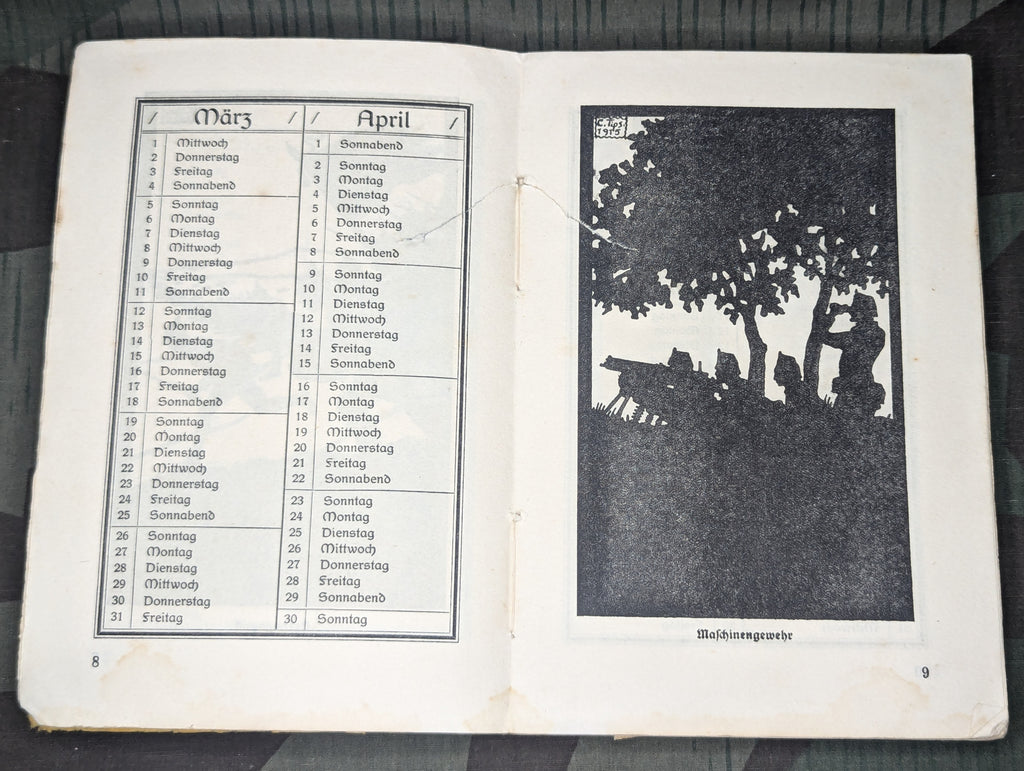 März
1 Mittwoch
2 Donnerstag
3 Freitag
4 Sonnabend
5 Sonntag
6 Montag
7 Dienstag
8 Mittwoch
9 Donnerstag
10 Freitag
11 Sonnabend
12 Sonntag
13 Montag
14 Dienstag
15 Mittwoch
16 Donnerstag
17 Freitag
18 Sonnabend
19 Sonntag
20 Montag
21 Dienstag
22 Mittwoch
23 Donnerstag
24 Freitag
25 Sonnabend
26 Sonntag
27 Montag
28 Dienstag
29 Mittwoch
30 Donnerstag
31 Freitag
April
1 Sonnabend
2 Sonntag
3 Montag
4 Dienstag
5 Mittwoch
6 Donnerstag
7 Freitag
8 Sonnabend
9 Sonntag
10 Montag
11 Dienstag
12 Mittwoch
13 Donnerstag
14 Freitag
15 Sonnabend
16 Sonntag
17 Montag
18 Dienstag
19 Mittwoch
20 Donnerstag
21 Freitag
22 Sonnabend
23 Sonntag
24 Montag
25 Dienstag
26 Mittwoch
27 Donnerstag
28 Freitag
29 Sonnabend
30 Sonntag
8
C. Lips
1915
Maſchinengewehr
9